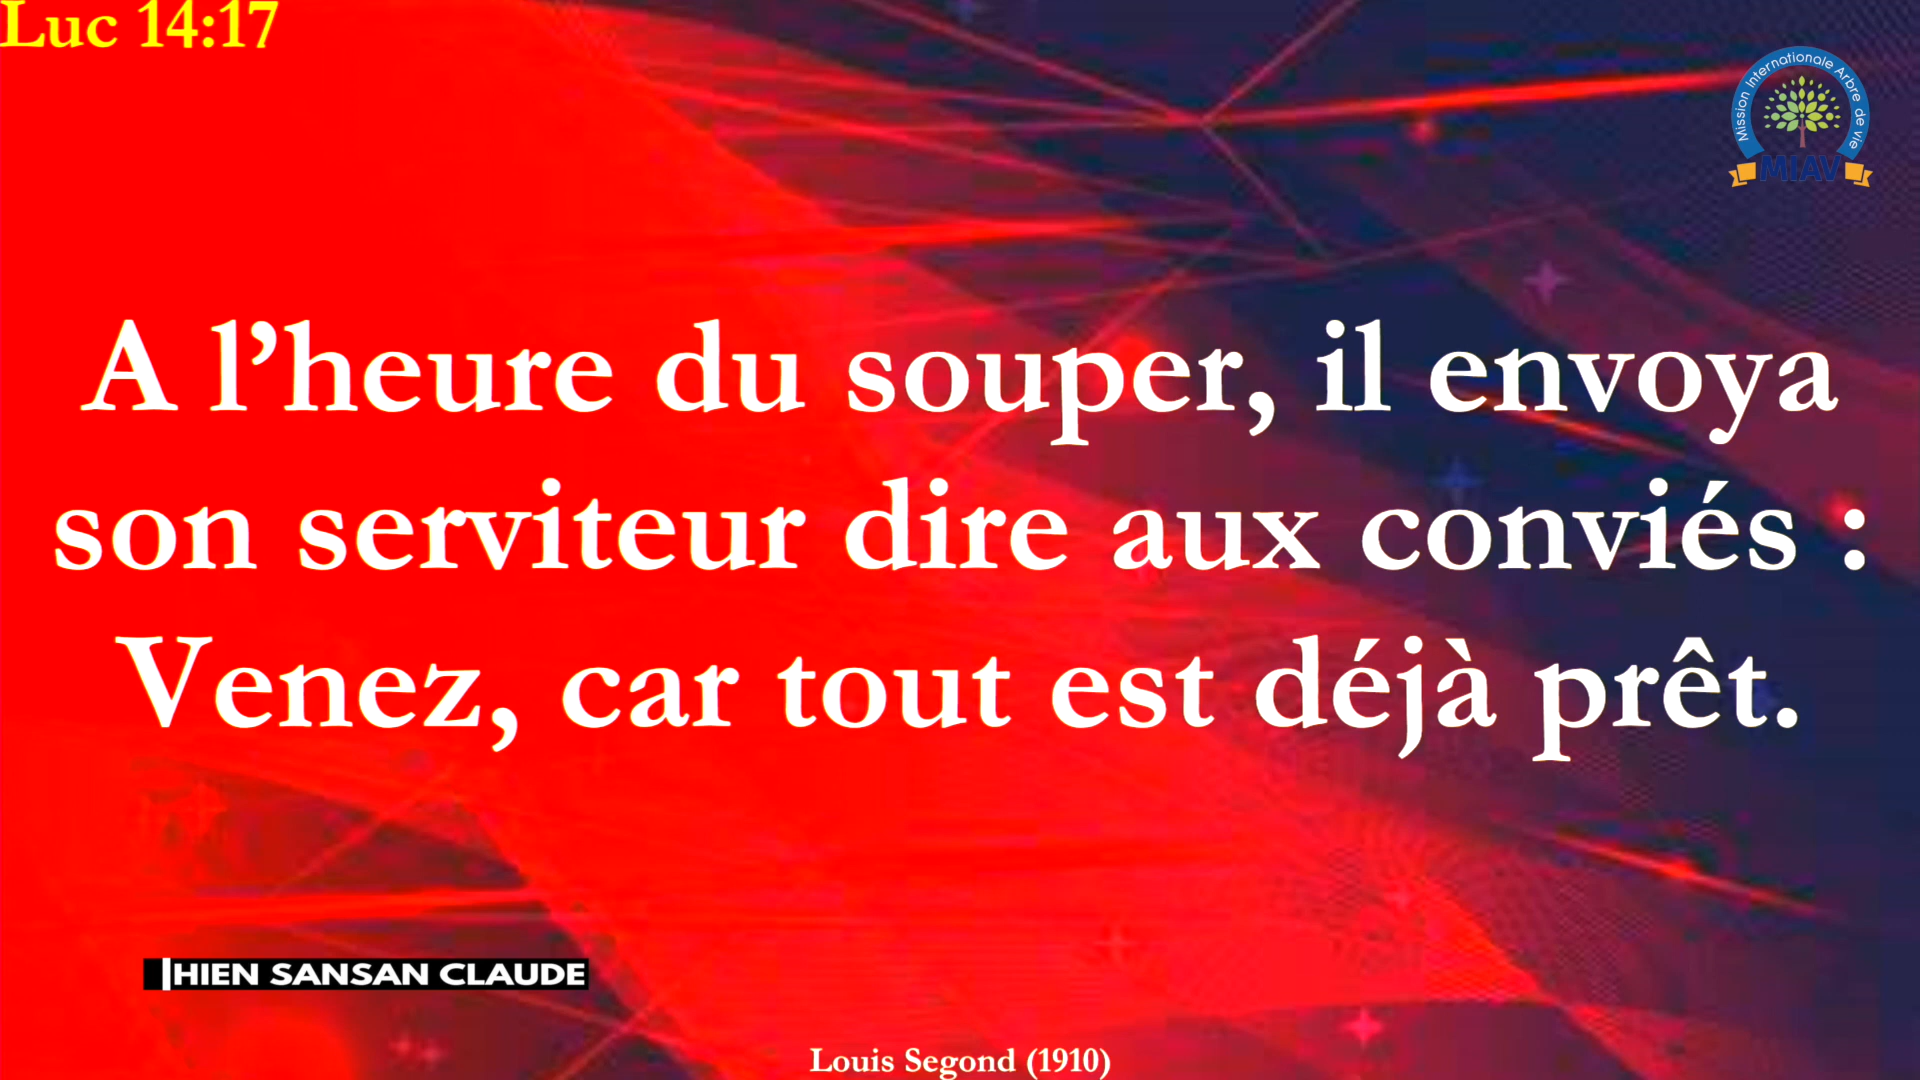 Luc 14:17
Mission Internationale Arbre de vie
MIAV
A l’heure du souper, il envoya
son serviteur dire aux conviés :
Venez, car tout est déjà prêt.
HIEN SANSAN CLAUDE
Louis Segond (1910)